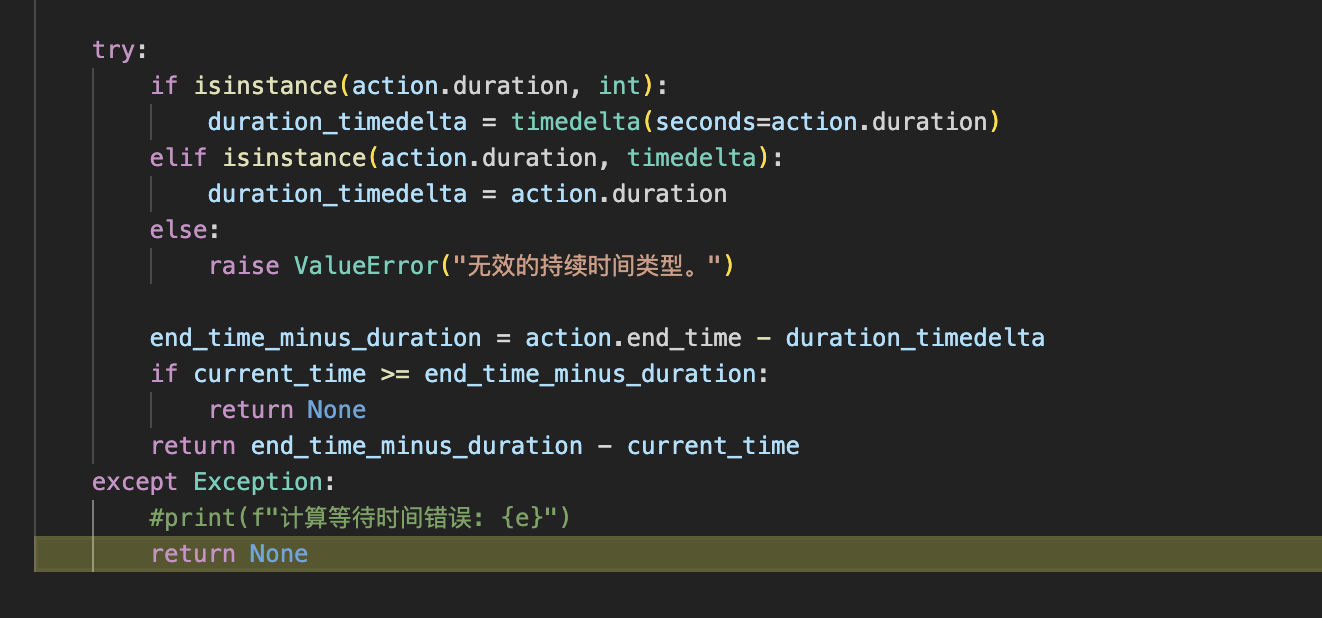 try:
    if isinstance(action.duration, int):
        duration_timedelta = timedelta(seconds=action.duration)
    elif isinstance(action.duration, timedelta):
        duration_timedelta = action.duration
    else:
        raise ValueError("无效的持续时间类型。")

    end_time_minus_duration = action.end_time - duration_timedelta
    if current_time >= end_time_minus_duration:
        return None
    return end_time_minus_duration - current_time
except Exception:
    #print(f"计算等待时间错误: {e}")
    return None